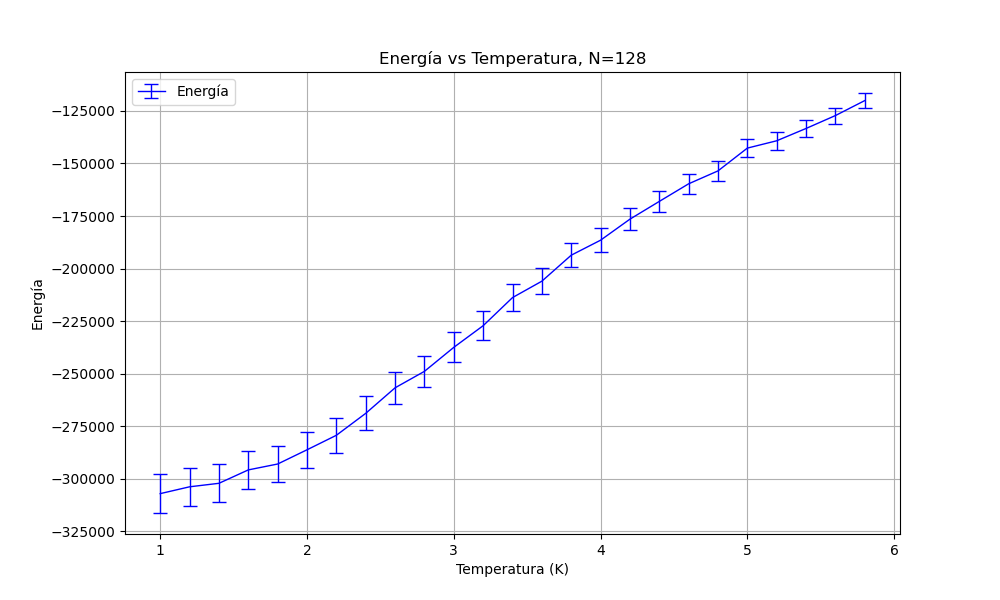 Energía vs Temperatura, N=128
Energía
−125000
−150000
−175000
−200000
−225000
−250000
−275000
−300000
−325000
Energía
1 2 3 4 5 6
Temperatura (K)